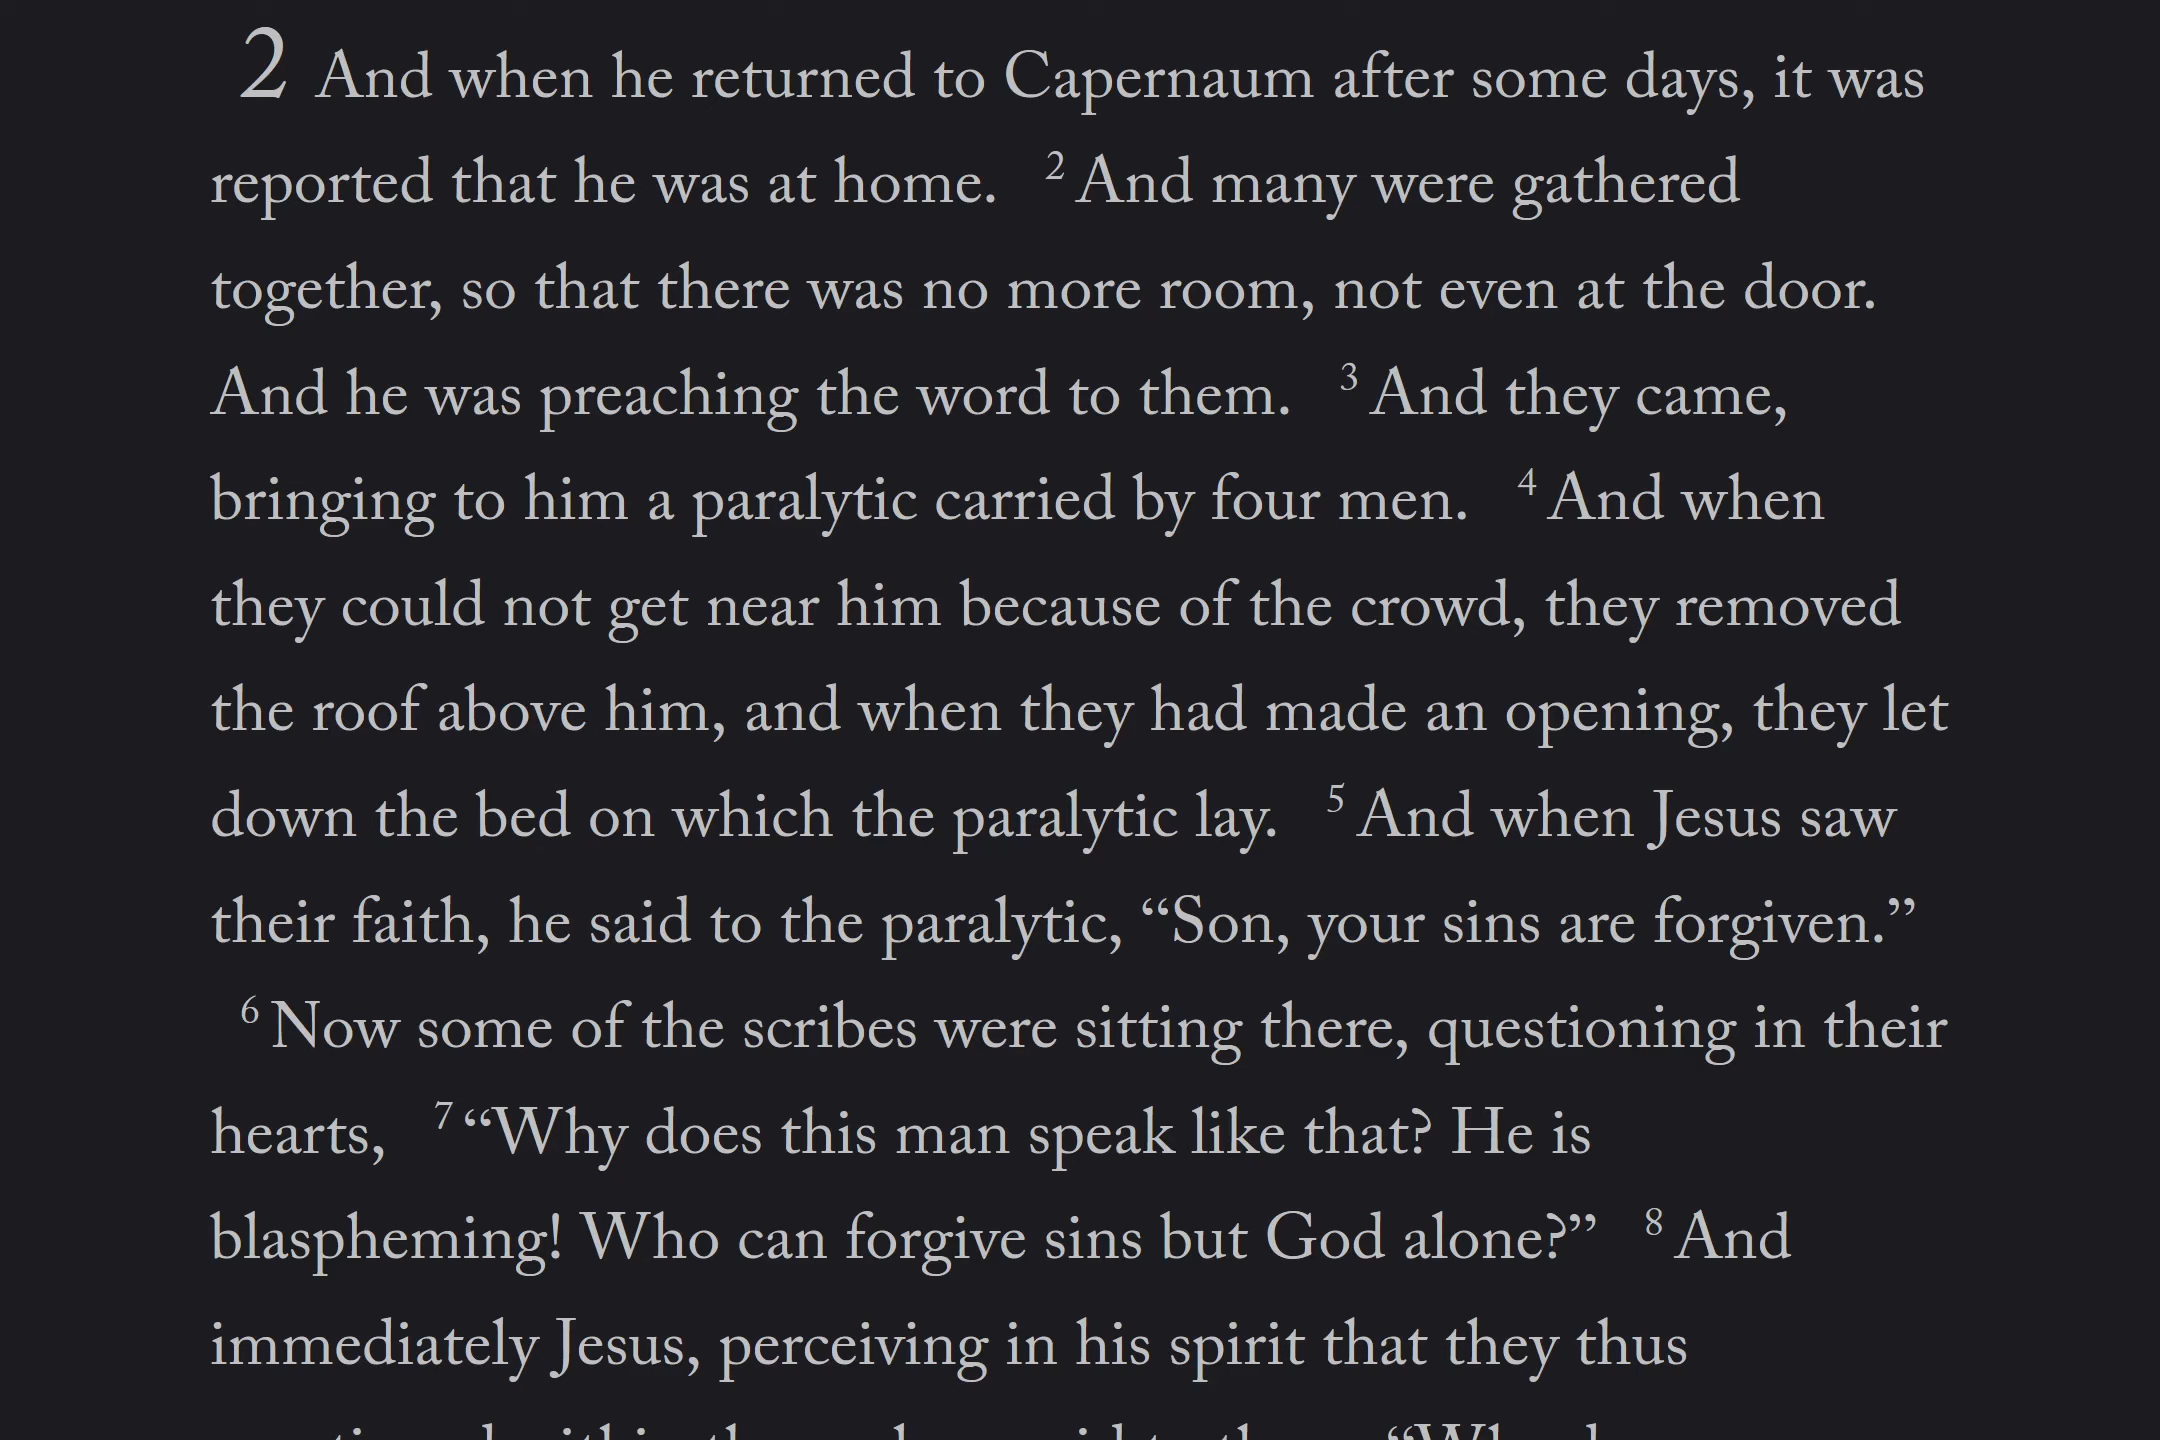 2 And when he returned to Capernaum after some days, it was
reported that he was at home. 2 And many were gathered
together, so that there was no more room, not even at the door.
And he was preaching the word to them. 3 And they came,
bringing to him a paralytic carried by four men. 4 And when
they could not get near him because of the crowd, they removed
the roof above him, and when they had made an opening, they let
down the bed on which the paralytic lay. 5 And when Jesus saw
their faith, he said to the paralytic, “Son, your sins are forgiven.”
6 Now some of the scribes were sitting there, questioning in their
hearts, 7 “Why does this man speak like that? He is
blaspheming! Who can forgive sins but God alone?” 8 And
immediately Jesus, perceiving in his spirit that they thus